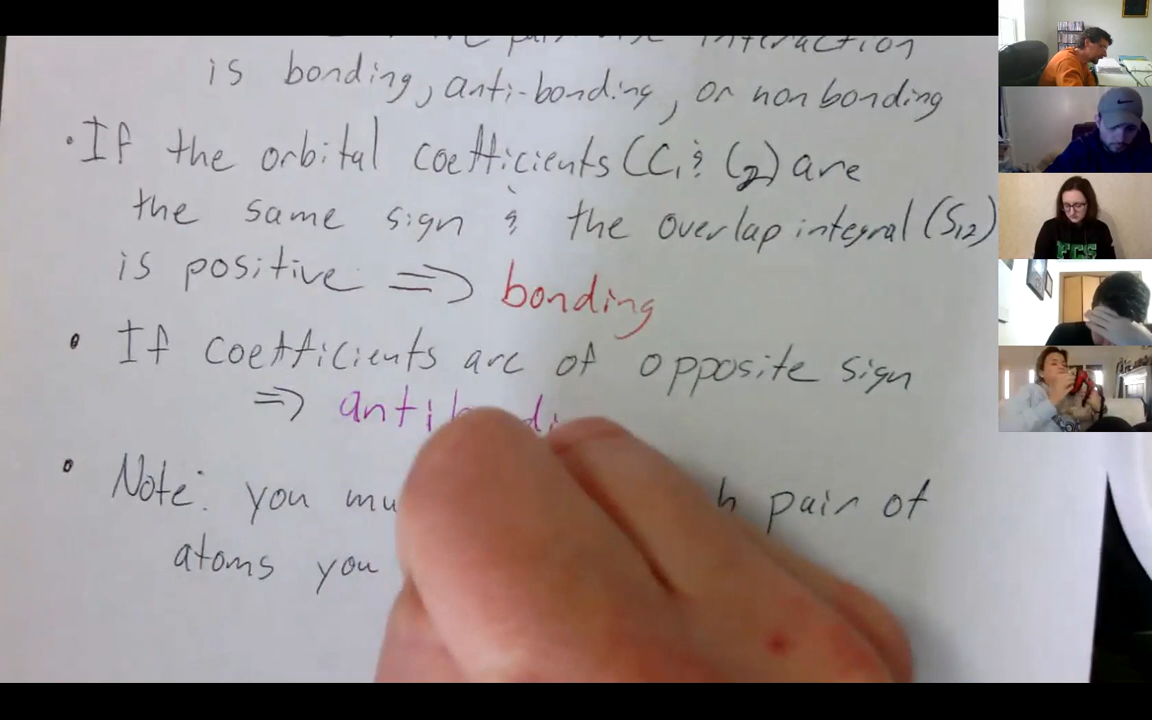 interaction
is bonding, anti-bonding, or nonbonding
• If the orbital coefficients (C₁ & C₂) are
the same sign & the overlap integral (S₁₂)
is positive ⇒ bonding
• If coefficients are of opposite sign
⇒ anti
• Note: you pair of
atoms you